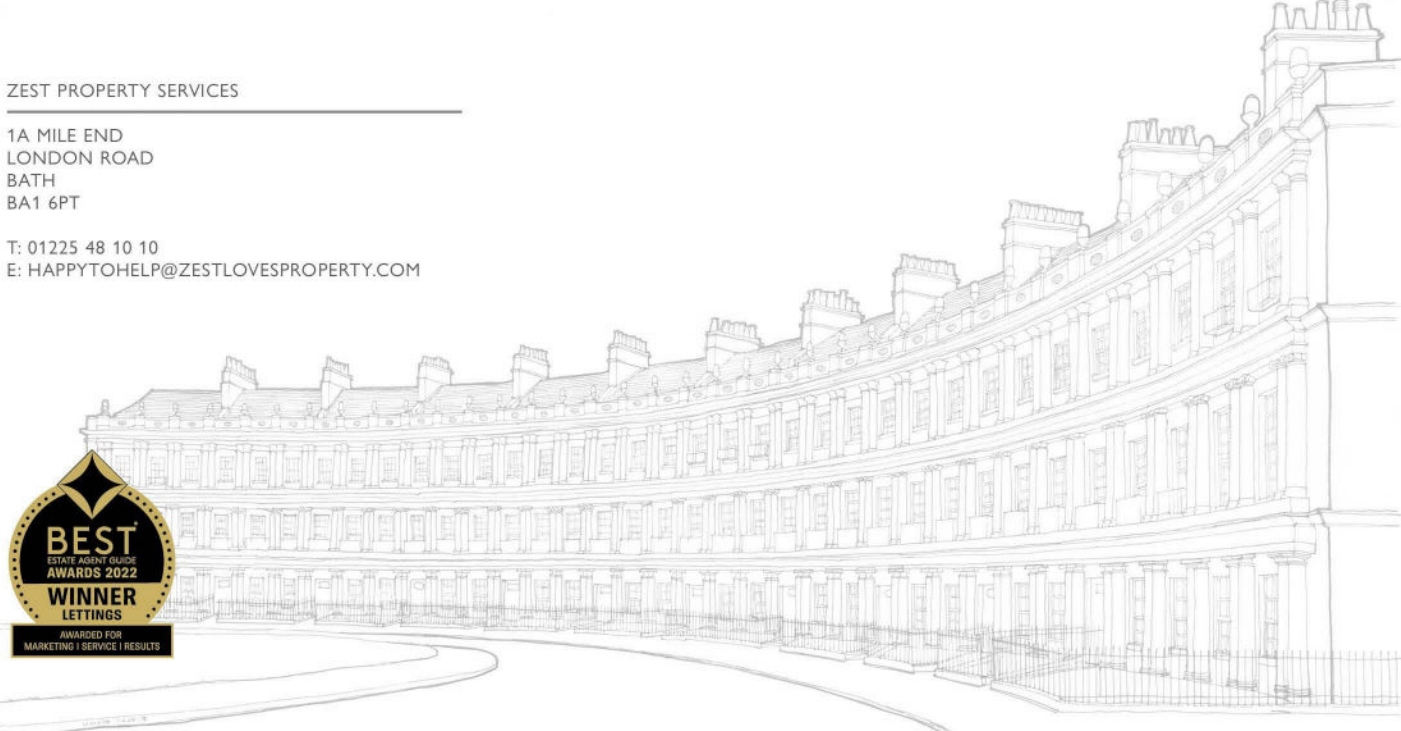 ZEST PROPERTY SERVICES
1A MILE END
LONDON ROAD
BATH
BA1 6PT
T: 01225 48 10 10
E: HAPPYTOHELP@ZESTLOVESPROPERTY.COM
BEST
ESTATE AGENT GUIDE
AWARDS 2022
WINNER
LETTINGS
AWARDED FOR
MARKETING | SERVICE | RESULTS